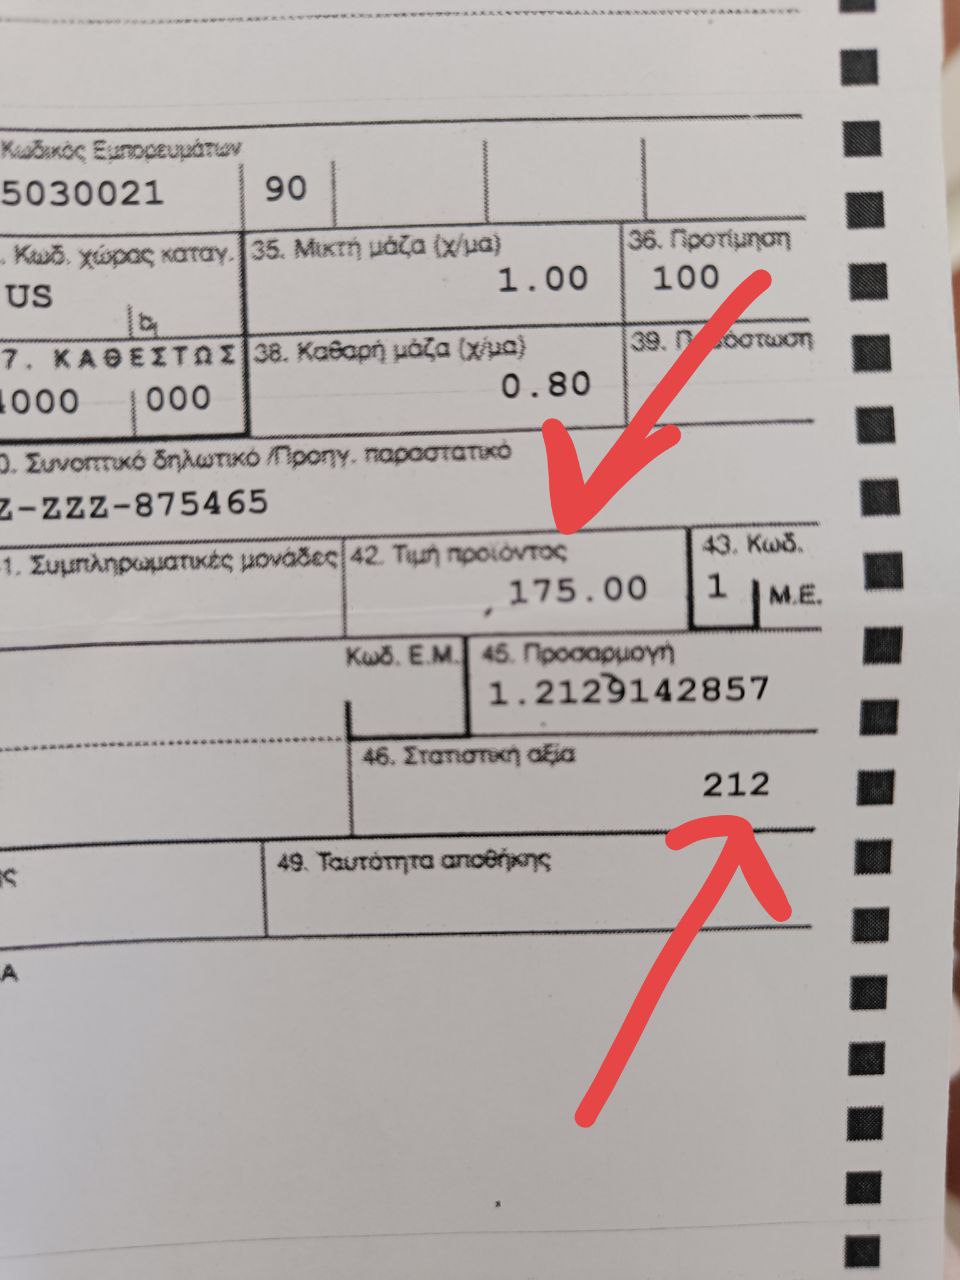 Κωδικός Εμπορευμάτων
5030021 90
. Κωδ. χώρας καταγ. 35. Μικτή μάζα (χ/μα) 36. Προτίμηση
US 1.00 100
7. ΚΑΘΕΣΤΩΣ 38. Καθαρή μάζα (χ/μα) 39.
000 000 0.80
0. Συνοπτικό δηλωτικό /Προηγ. παραστατικό
Z-ZZZ-875465
1. Συμπληρωματικές μονάδες 42. Τιμή προϊόντος 43. Κωδ.
175.00 1 Μ.Ε.
Κωδ. Ε.Μ. 45. Προσαρμογή
1.2129142857
46. Στατιστική αξία
212
ης 49. Ταυτότητα αποθήκης
Α